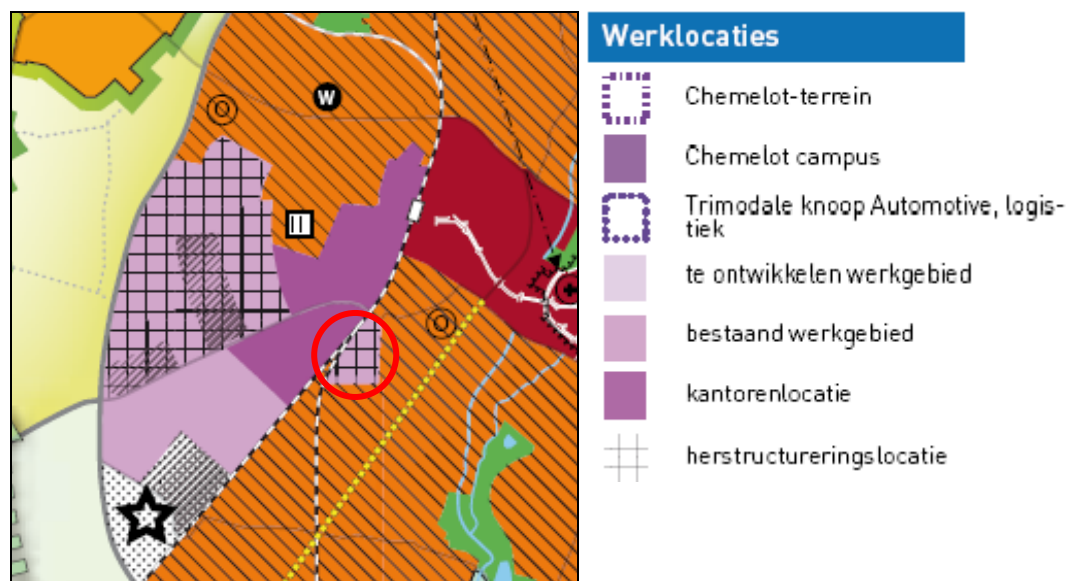 Werklocaties
Chemelot-terrein
Chemelot campus
Trimodale knoop Automotive, logis-
tiek
te ontwikkelen werkgebied
bestaand werkgebied
kantorenlocatie
herstructureringslocatie
O
W
O